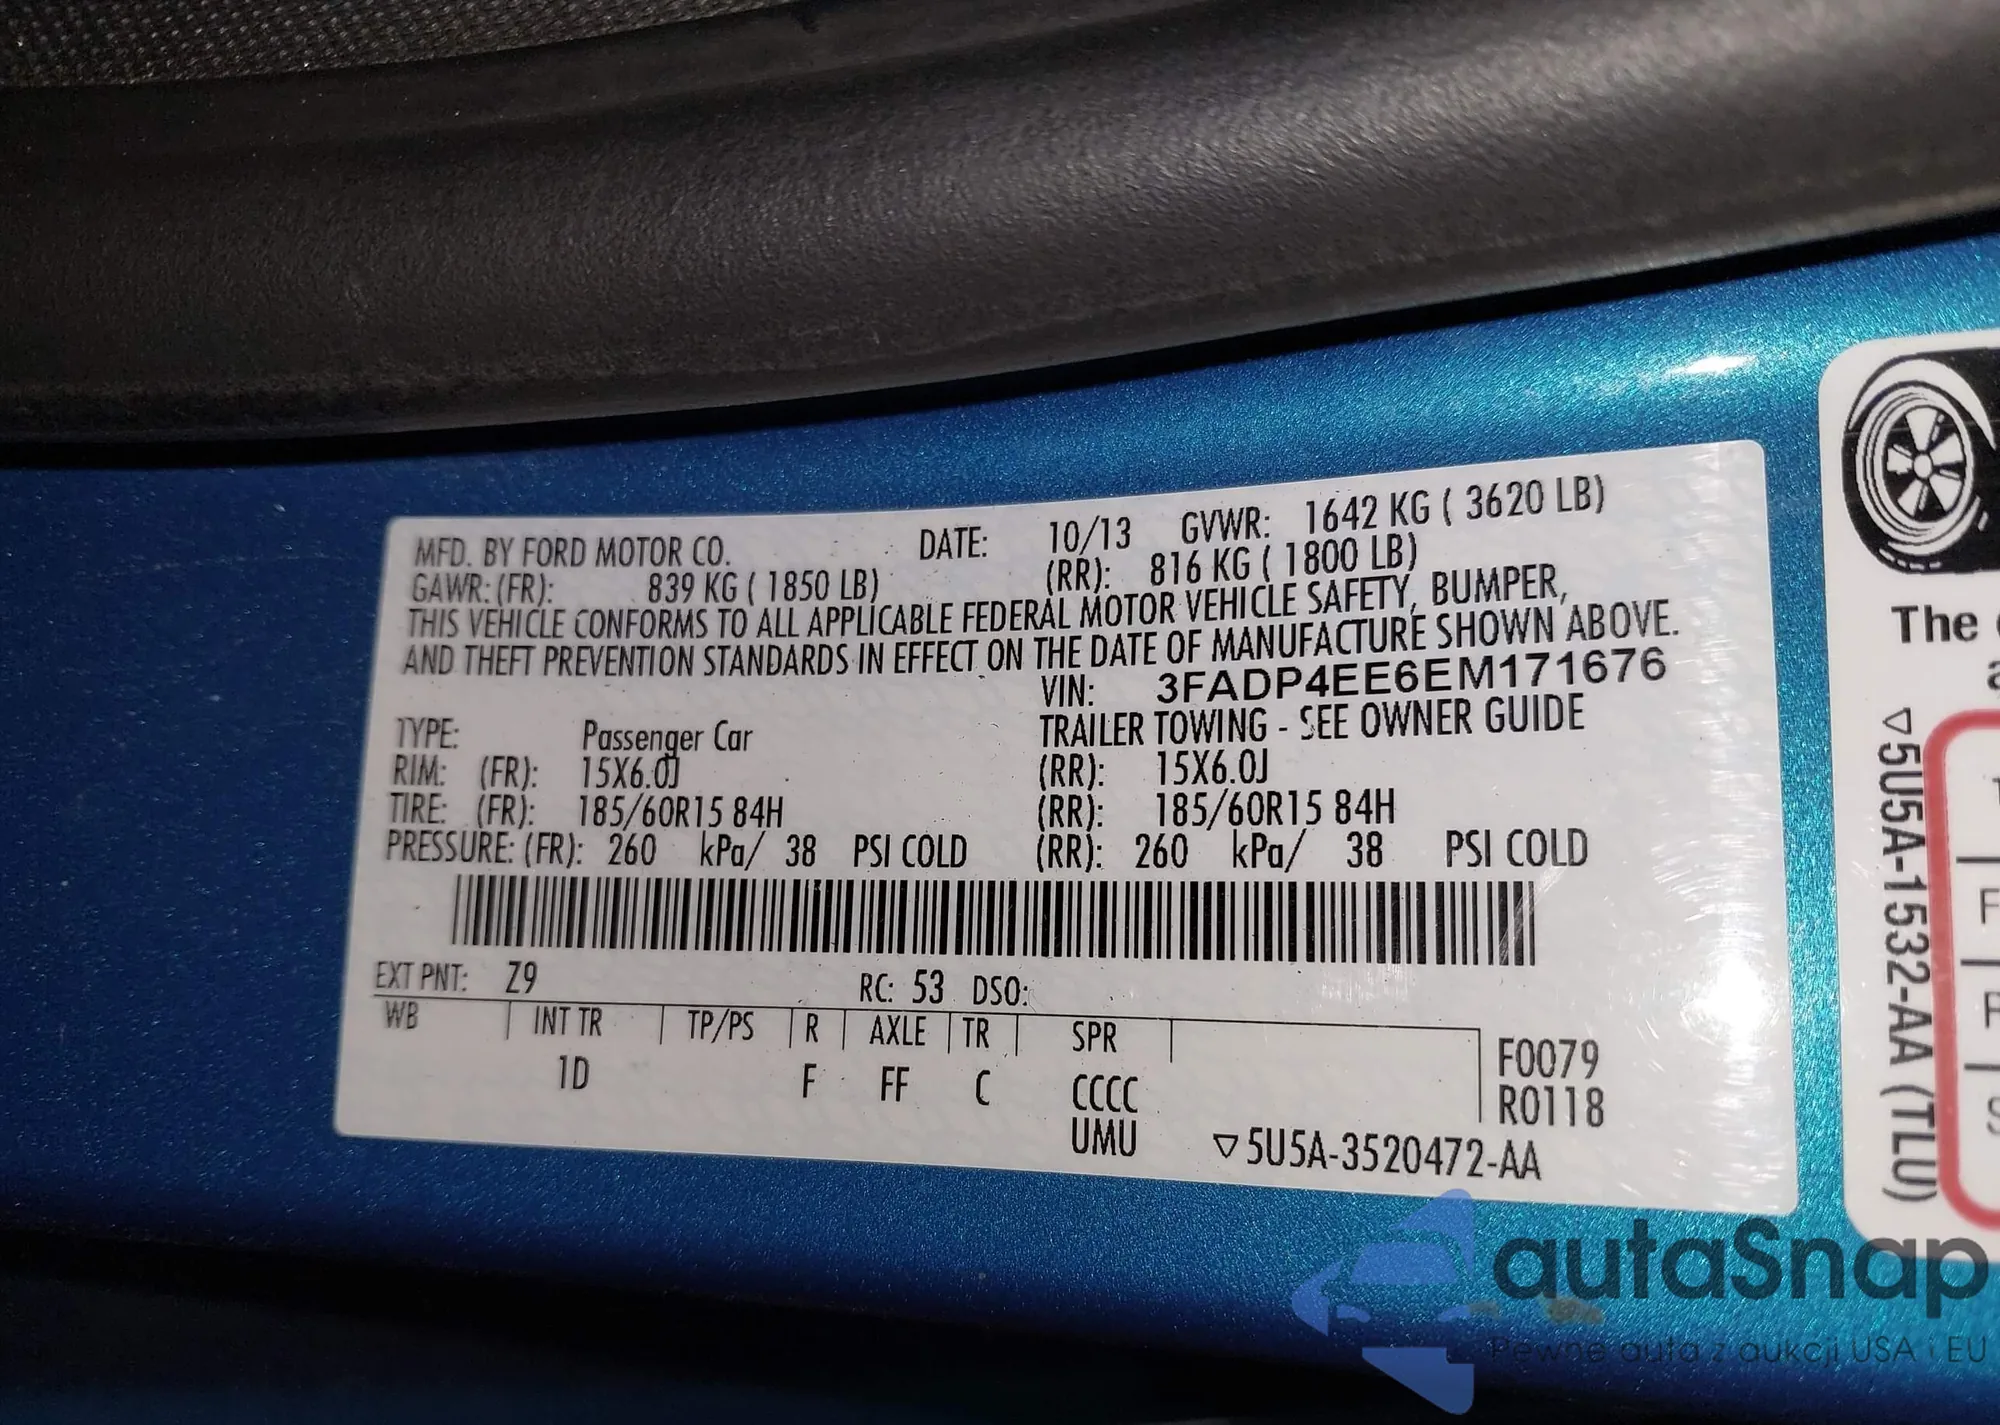 MFD. BY FORD MOTOR CO. DATE: 10/13 GVWR: 1642 KG ( 3620 LB)
GAWR: (FR): 839 KG ( 1850 LB) (RR): 816 KG ( 1800 LB)
THIS VEHICLE CONFORMS TO ALL APPLICABLE FEDERAL MOTOR VEHICLE SAFETY, BUMPER,
AND THEFT PREVENTION STANDARDS IN EFFECT ON THE DATE OF MANUFACTURE SHOWN ABOVE.
VIN: 3FADP4EE6EM171676
TYPE: Passenger Car TRAILER TOWING - SEE OWNER GUIDE
RIM: (FR): 15X6.0J (RR): 15X6.0J
TIRE: (FR): 185/60R15 84H (RR): 185/60R15 84H
PRESSURE: (FR): 260 kPa/ 38 PSI COLD (RR): 260 kPa/ 38 PSI COLD
EXT PNT: Z9 RC: 53 DSO:
WB INT TR TP/PS R AXLE TR SPR
1D F FF C CCCC
UMU
F0079
R0118
▽5U5A-3520472-AA
The
▽5U5A-1532-AA (TLU)
autaSnap
Pewne auta z aukcji USA i EU